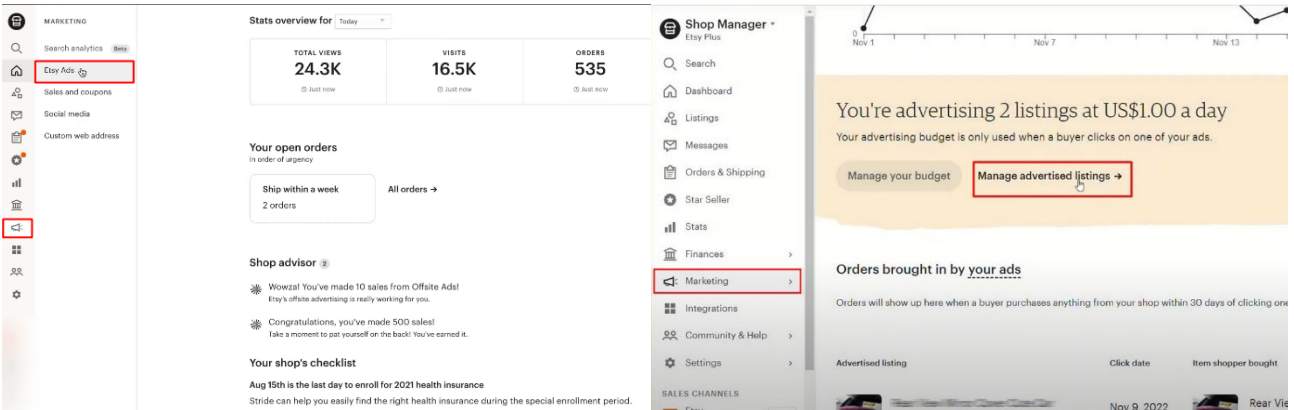 MARKETING
Search analytics Beta
Etsy Ads
Sales and coupons
Social media
Custom web address
Stats overview for Today
TOTAL VIEWS
24.3K
Just now
VISITS
16.5K
Just now
ORDERS
535
Just now
Your open orders
In order of urgency
Ship within a week
2 orders
All orders →
Shop advisor 2
Wowza! You've made 10 sales from Offsite Ads!
Etsy's offsite advertising is really working for you.
Congratulations, you've made 500 sales!
Take a moment to pat yourself on the back! You've earned it.
Your shop's checklist
Aug 15th is the last day to enroll for 2021 health insurance
Stride can help you easily find the right health insurance during the special enrollment period.
Shop Manager
Etsy Plus
Search
Dashboard
Listings
Messages
Orders & Shipping
Star Seller
Stats
Finances
Marketing
Integrations
Community & Help
Settings
SALES CHANNELS
0
Nov 1
Nov 7
Nov 13
You're advertising 2 listings at US$1.00 a day
Your advertising budget is only used when a buyer clicks on one of your ads.
Manage your budget
Manage advertised listings →
Orders brought in by your ads
Orders will show up here when a buyer purchases anything from your shop within 30 days of clicking one
Advertised listing
Click date
Item shopper bought
Nov 9, 2022
Rear Vie